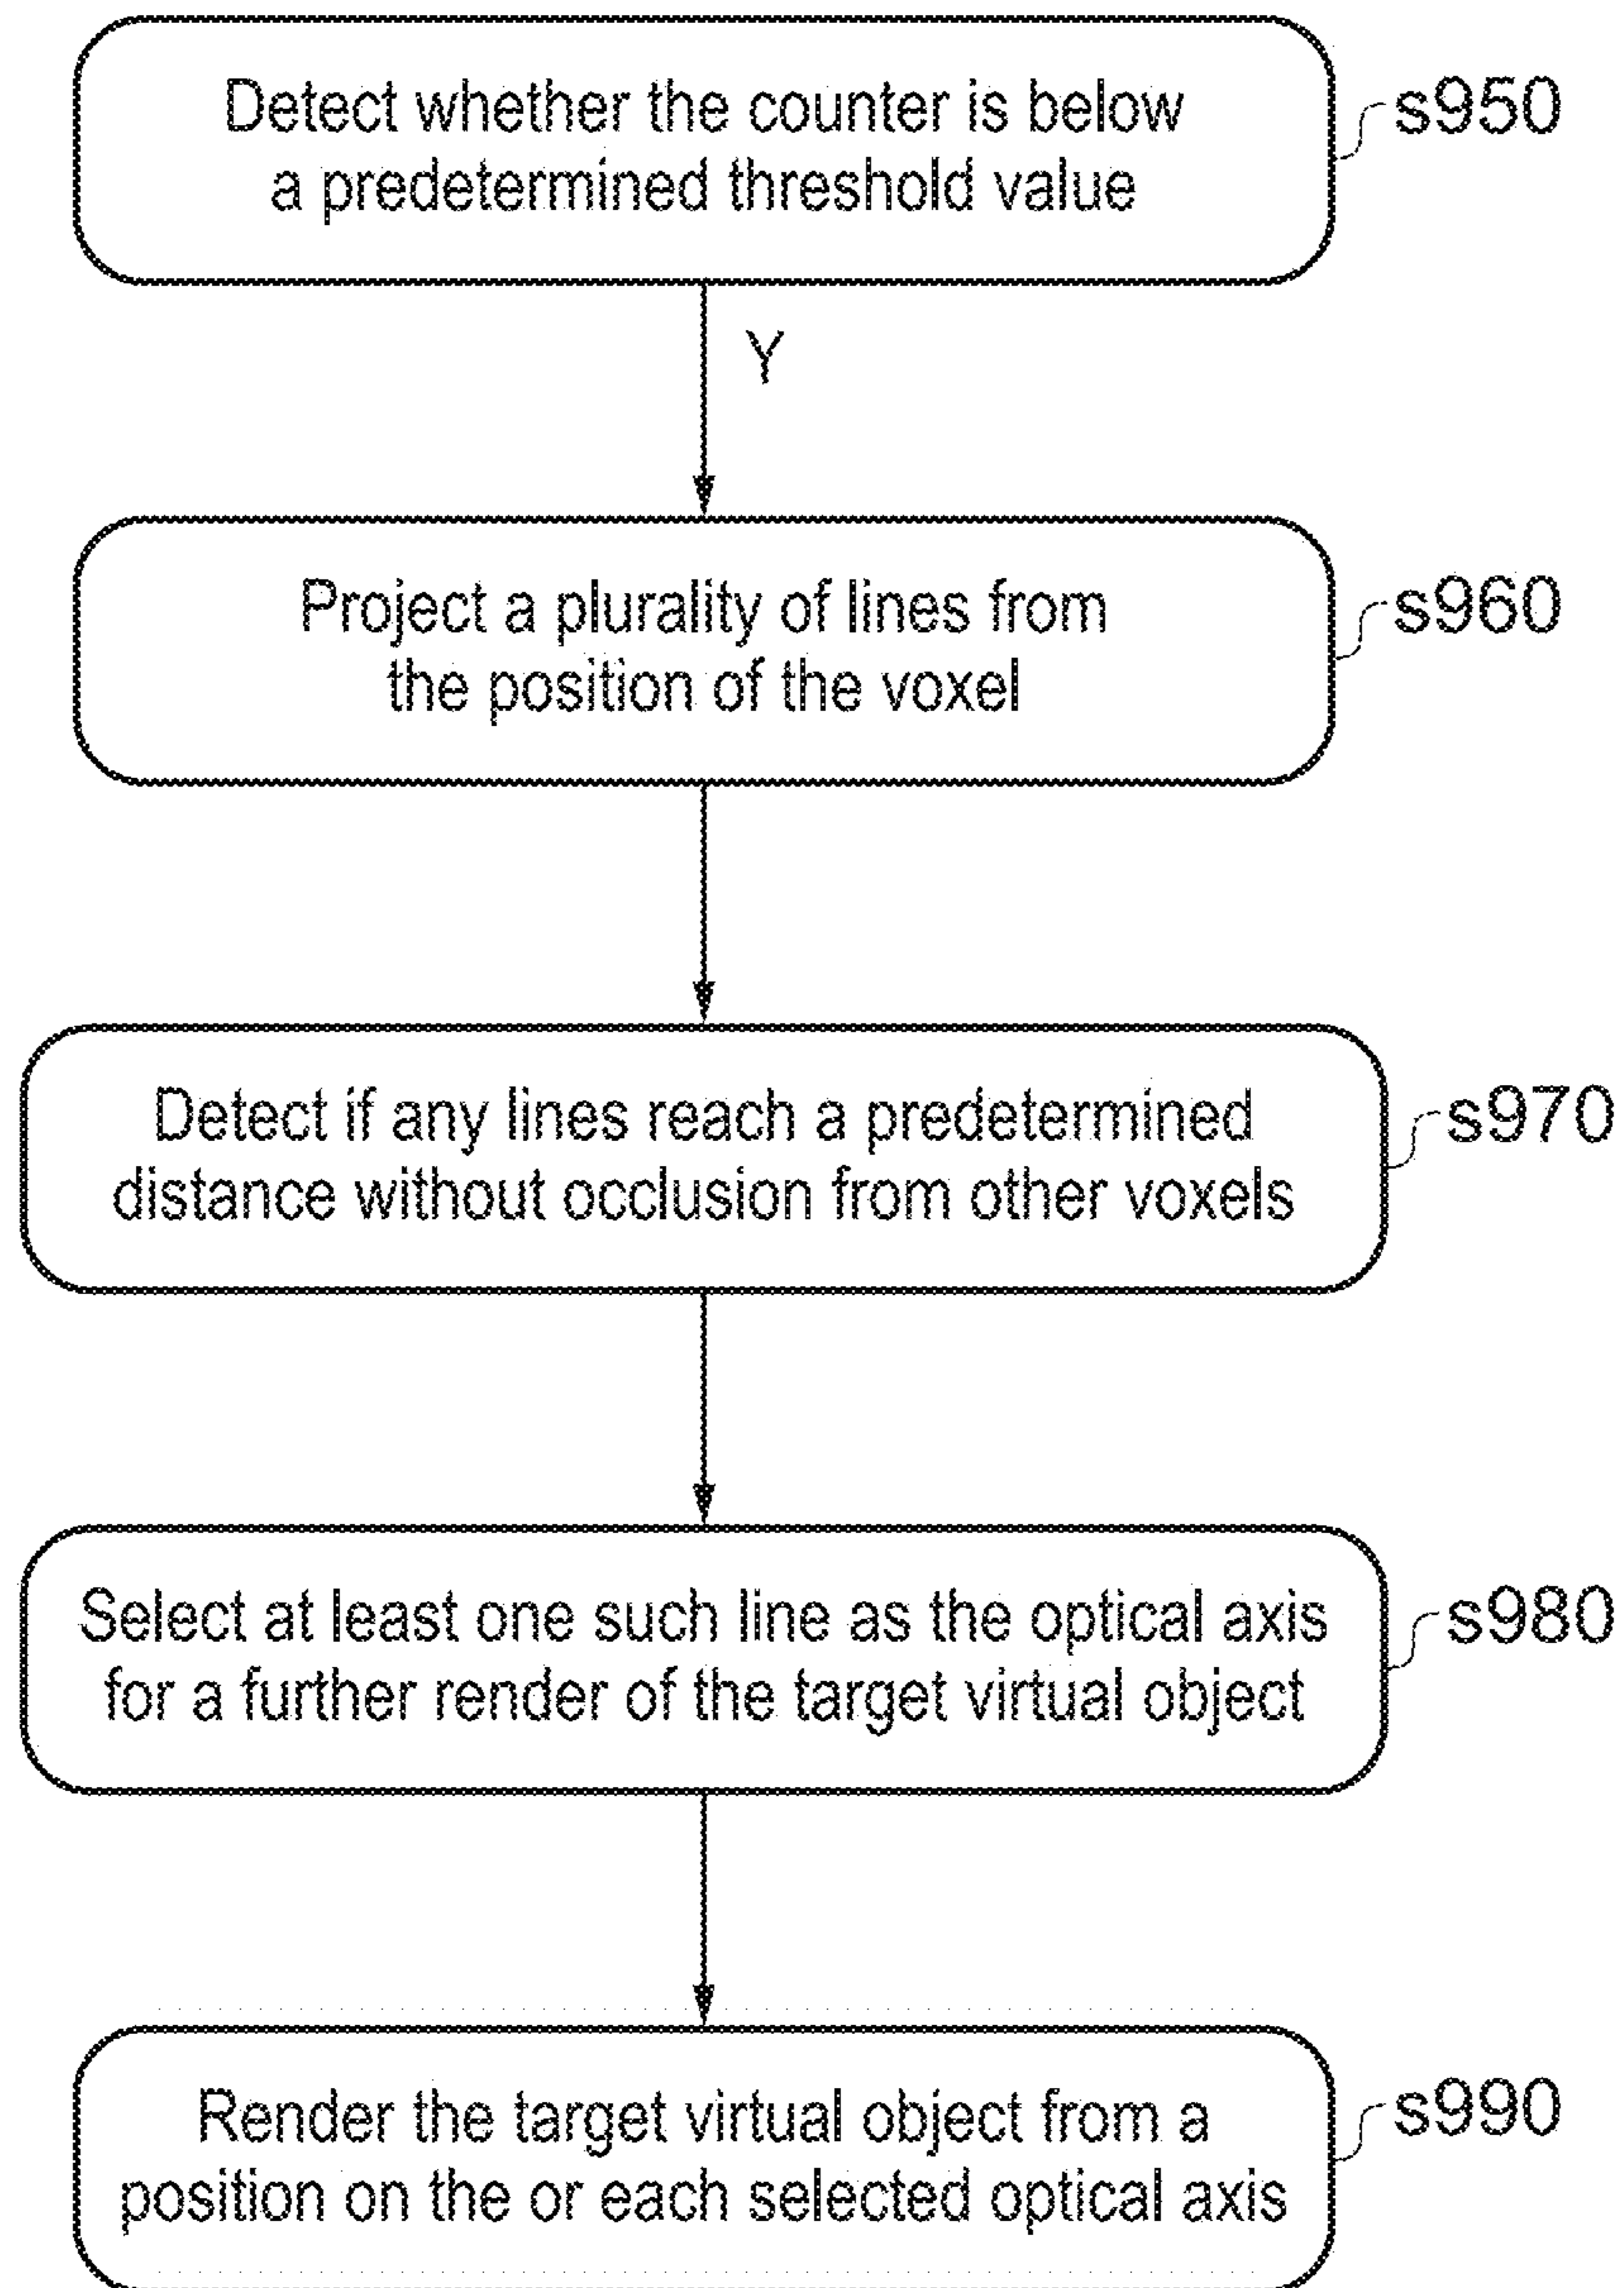 Detect whether the counter is below
a predetermined threshold value
s950
Y
Project a plurality of lines from
the position of the voxel
s960
Detect if any lines reach a predetermined
distance without occlusion from other voxels
s970
Select at least one such line as the optical axis
for a further render of the target virtual object
s980
Render the target virtual object from a
position on the or each selected optical axis
s990